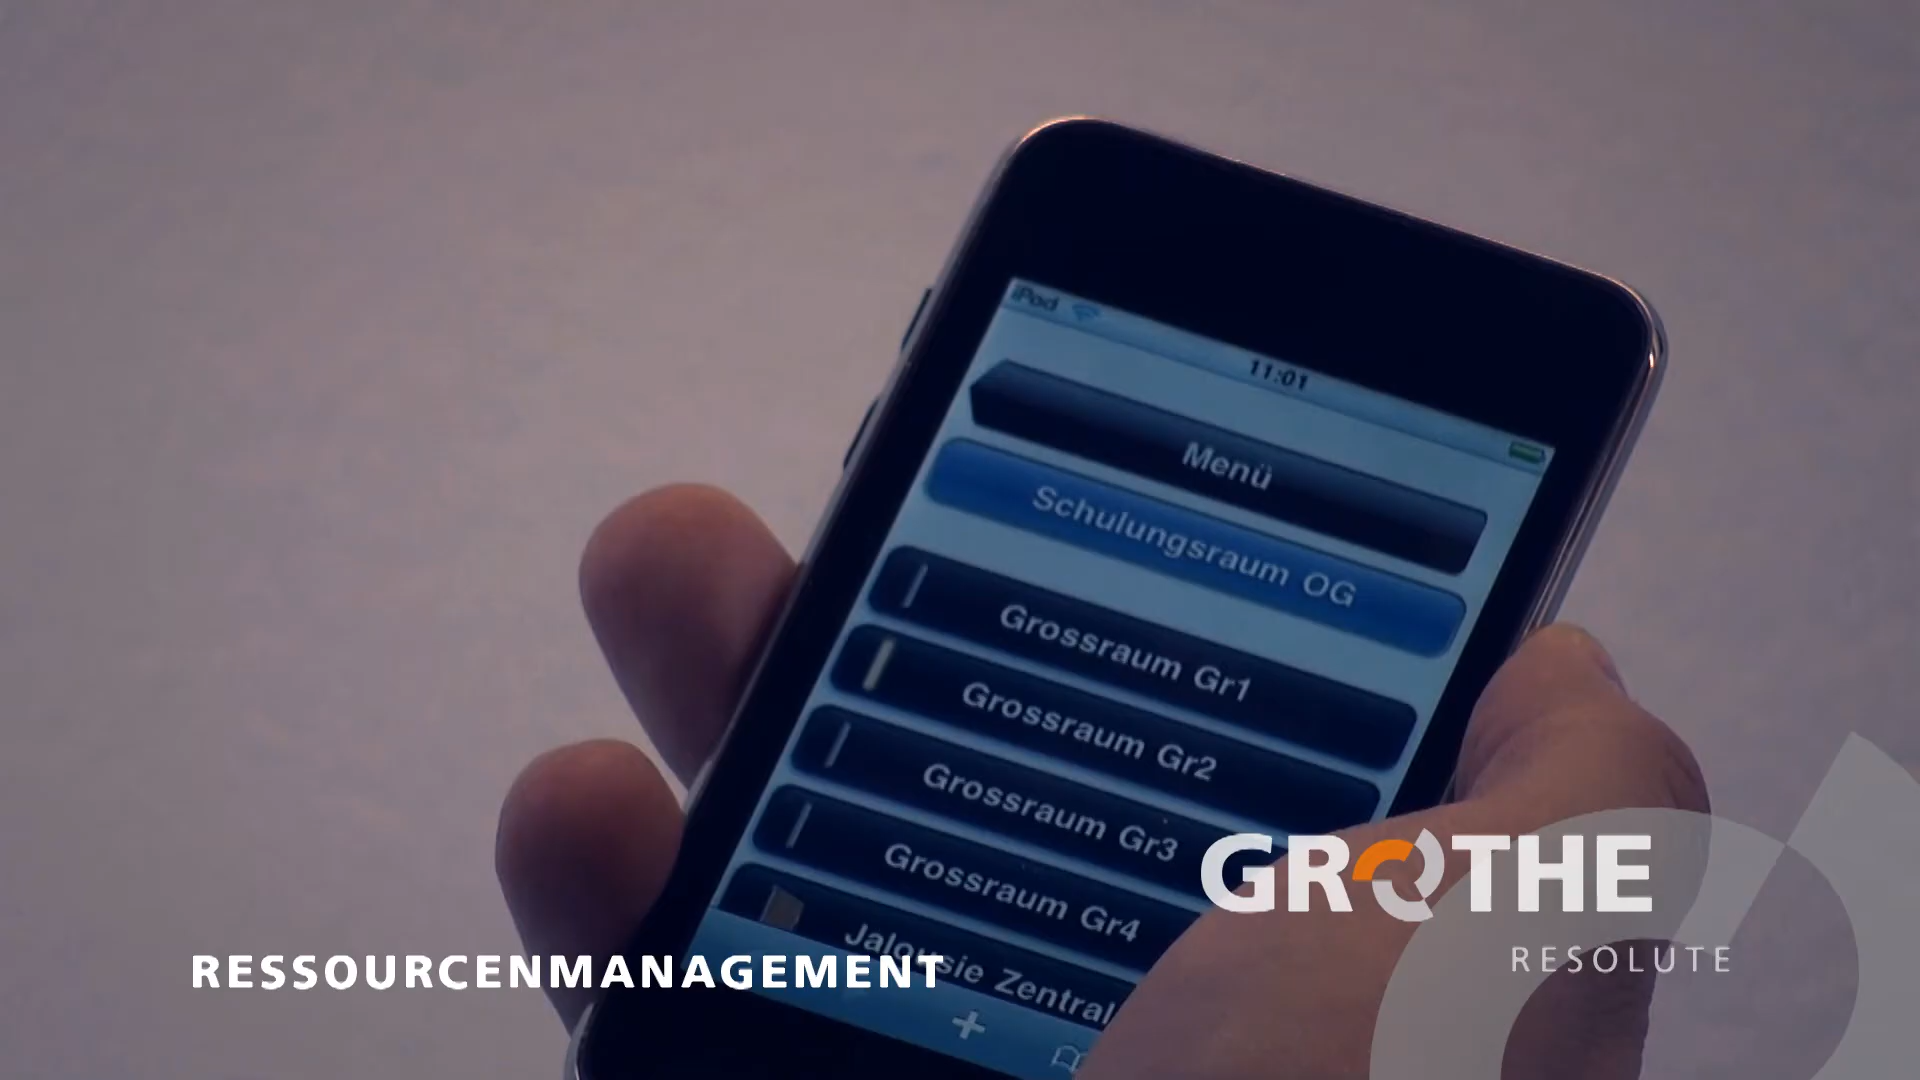 iPod
11:01
Menü
Schulungsraum OG
Grossraum Gr1
Grossraum Gr2
Grossraum Gr3
Grossraum Gr4
Jalousie Zentral
GROTHE
RESOLUTE
RESSOURCENMANAGEMENT